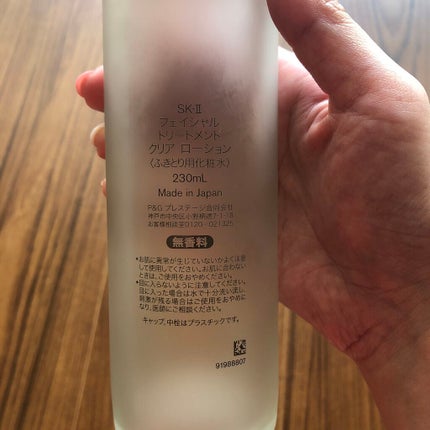 SK-II
フェイシャル
トリートメント
クリア ローション
〈ふきとり用化粧水〉
230mL
Made in Japan
P&G プレステージ合同会社
神戸市中央区小野柄通7-1-18
お客様相談室0120-021325
無香料
•お肌に異常が生じていないかよく注意
して使用してください。お肌に合わない
ときは、ご使用をおやめください。
•目に入らないように注意してください。
目に入った場合は水で十分洗い流し、
刺激が残る場合はご使用をおやめに
なり、医師にご相談ください。
キャップ、中栓はプラスチックです。
91988807